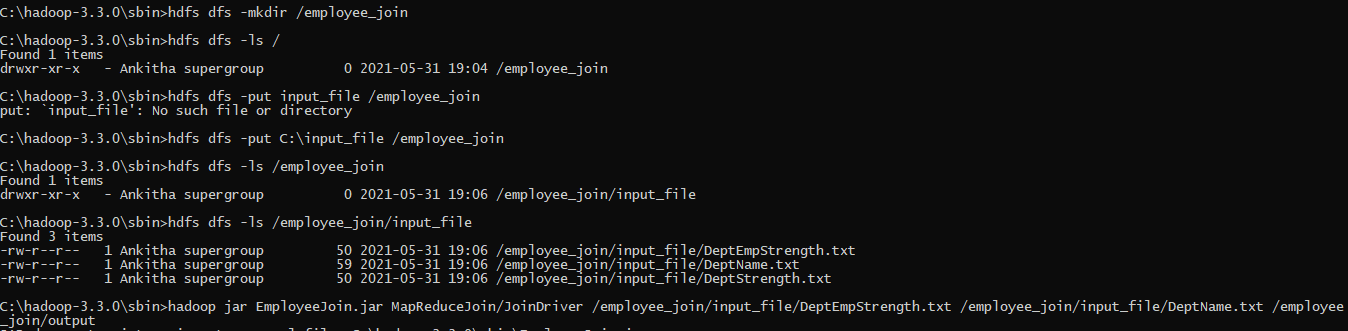 C:\hadoop-3.3.0\sbin>hdfs dfs -mkdir /employee_join
C:\hadoop-3.3.0\sbin>hdfs dfs -ls /
Found 1 items
drwxr-xr-x   - Ankitha supergroup          0 2021-05-31 19:04 /employee_join
C:\hadoop-3.3.0\sbin>hdfs dfs -put input_file /employee_join
put: `input_file': No such file or directory
C:\hadoop-3.3.0\sbin>hdfs dfs -put C:\input_file /employee_join
C:\hadoop-3.3.0\sbin>hdfs dfs -ls /employee_join
Found 1 items
drwxr-xr-x   - Ankitha supergroup          0 2021-05-31 19:06 /employee_join/input_file
C:\hadoop-3.3.0\sbin>hdfs dfs -ls /employee_join/input_file
Found 3 items
-rw-r--r--   1 Ankitha supergroup         50 2021-05-31 19:06 /employee_join/input_file/DeptEmpStrength.txt
-rw-r--r--   1 Ankitha supergroup         59 2021-05-31 19:06 /employee_join/input_file/DeptName.txt
-rw-r--r--   1 Ankitha supergroup         50 2021-05-31 19:06 /employee_join/input_file/DeptStrength.txt
C:\hadoop-3.3.0\sbin>hadoop jar EmployeeJoin.jar MapReduceJoin/JoinDriver /employee_join/input_file/DeptEmpStrength.txt /employee_join/input_file/DeptName.txt /employee
_join/output